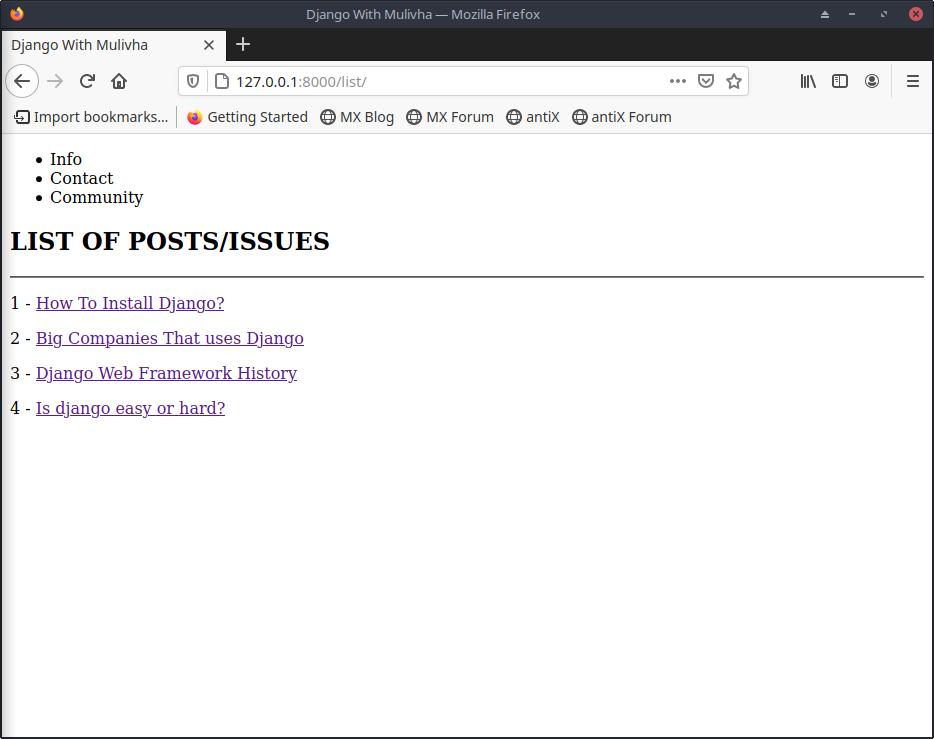 Django With Mulivha — Mozilla Firefox
Django With Mulivha
127.0.0.1:8000/list/
Import bookmarks... Getting Started MX Blog MX Forum antiX antiX Forum
Info
Contact
Community
LIST OF POSTS/ISSUES
1 - How To Install Django?
2 - Big Companies That uses Django
3 - Django Web Framework History
4 - Is django easy or hard?